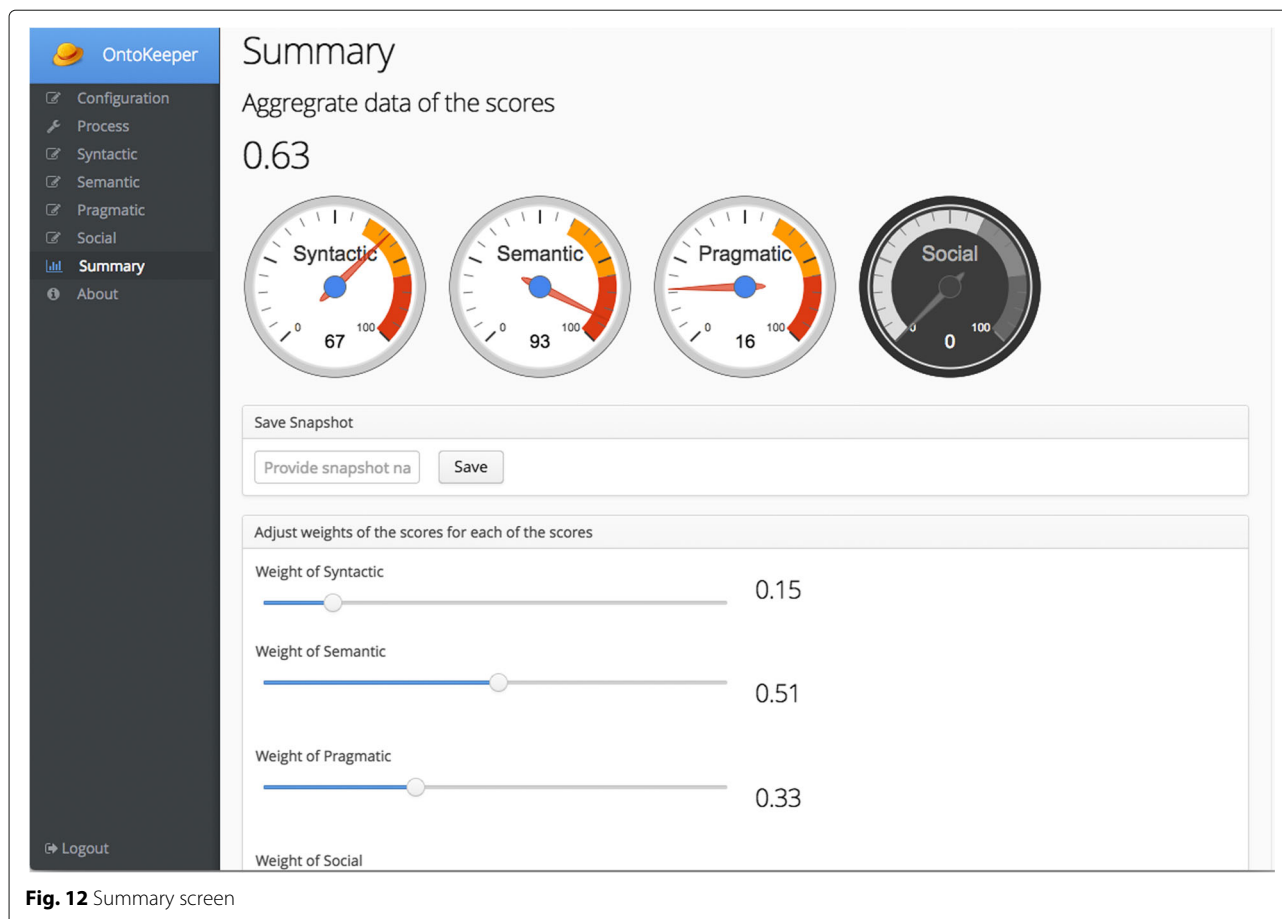 OntoKeeper
Configuration
Process
Syntactic
Semantic
Pragmatic
Social
Summary
About
Logout
Summary
Aggregrate data of the scores
0.63
Syntactic
0 100
67
Semantic
0 100
93
Pragmatic
0 100
16
Social
0 100
0
Save Snapshot
Provide snapshot na Save
Adjust weights of the scores for each of the scores
Weight of Syntactic
0.15
Weight of Semantic
0.51
Weight of Pragmatic
0.33
Weight of Social
Fig. 12 Summary screen